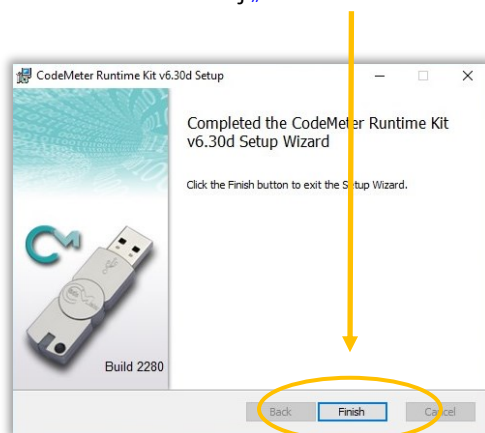 CodeMeter Runtime Kit v6.30d Setup
Completed the CodeMeter Runtime Kit
v6.30d Setup Wizard
Click the Finish button to exit the Setup Wizard.
Build 2280
Back Finish Cancel